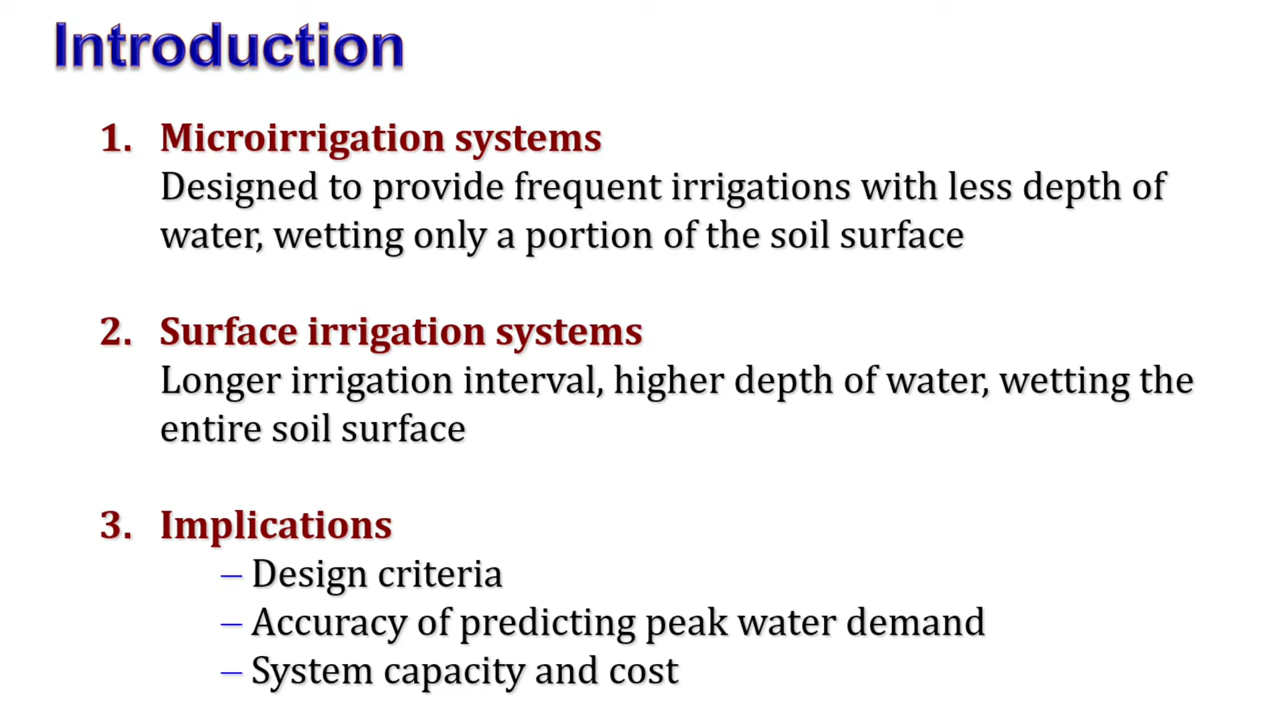 Introduction
1. Microirrigation systems
Designed to provide frequent irrigations with less depth of
water, wetting only a portion of the soil surface
2. Surface irrigation systems
Longer irrigation interval, higher depth of water, wetting the
entire soil surface
3. Implications
– Design criteria
– Accuracy of predicting peak water demand
– System capacity and cost